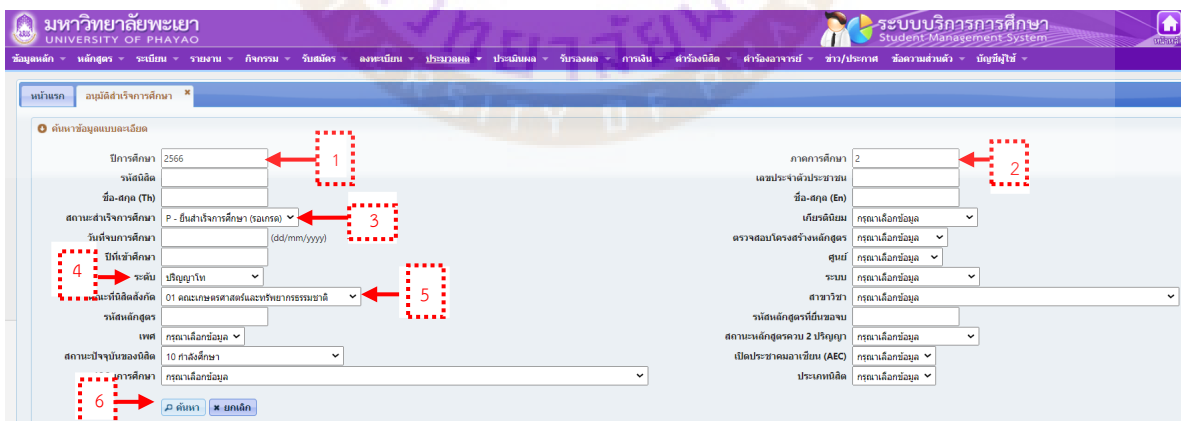 มหาวิทยาลัยพะเยา
UNIVERSITY OF PHAYAO
ระบบบริการการศึกษา
Student Management System
ข้อมูลหลัก หลักสูตร ระเบียน รายงาน กิจกรรม รับสมัคร ลงทะเบียน ประมวลผล ประเมินผล รับรองผล การเงิน คำร้องนิสิต คำร้องอาจารย์ ข่าว/ประกาศ ข้อความส่วนตัว บัญชีผู้ใช้
หน้าแรก อนุมัติสำเร็จการศึกษา
ค้นหาข้อมูลแบบละเอียด
ปีการศึกษา 2566 1 ภาคการศึกษา 2 2
รหัสนิสิต เลขประจำตัวประชาชน
ชื่อ-สกุล (Th) ชื่อ-สกุล (En)
สถานะสำเร็จการศึกษา P - ยื่นสำเร็จการศึกษา (รอเกรด) 3 เกียรตินิยม กรุณาเลือกข้อมูล
วันที่จบการศึกษา (dd/mm/yyyy) ตรวจสอบโครงสร้างหลักสูตร กรุณาเลือกข้อมูล
ปีที่เข้าศึกษา ศูนย์ กรุณาเลือกข้อมูล
4 ระดับ ปริญญาโท ระบบ กรุณาเลือกข้อมูล
ที่นิสิตสังกัด 01 คณะเกษตรศาสตร์และทรัพยากรธรรมชาติ 5 สาขาวิชา กรุณาเลือกข้อมูล
รหัสหลักสูตร รหัสหลักสูตรที่ยื่นขอจบ
เพศ กรุณาเลือกข้อมูล สถานะหลักสูตรควบ 2 ปริญญา กรุณาเลือกข้อมูล
สถานะปัจจุบันของนิสิต 10 กำลังศึกษา เปิดประชาคมอาเซียน (AEC) กรุณาเลือกข้อมูล
การศึกษา กรุณาเลือกข้อมูล ประเภทนิสิต กรุณาเลือกข้อมูล
6 ค้นหา ยกเลิก